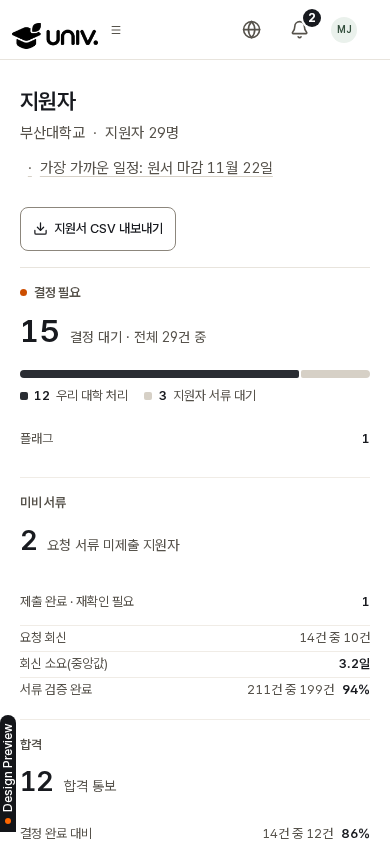 UNIV.
2
MJ
지원자
부산대학교 · 지원자 29명
· 가장 가까운 일정: 원서 마감 11월 22일
지원서 CSV 내보내기
결정 필요
15 결정 대기 · 전체 29건 중
12 우리 대학 처리 3 지원자 서류 대기
플래그 1
미비 서류
2 요청 서류 미제출 지원자
제출 완료 · 재확인 필요 1
요청 회신 14건 중 10건
회신 소요(중앙값) 3.2일
서류 검증 완료 211건 중 199건 94%
합격
12 합격 통보
결정 완료 대비 14건 중 12건 86%
Design Preview